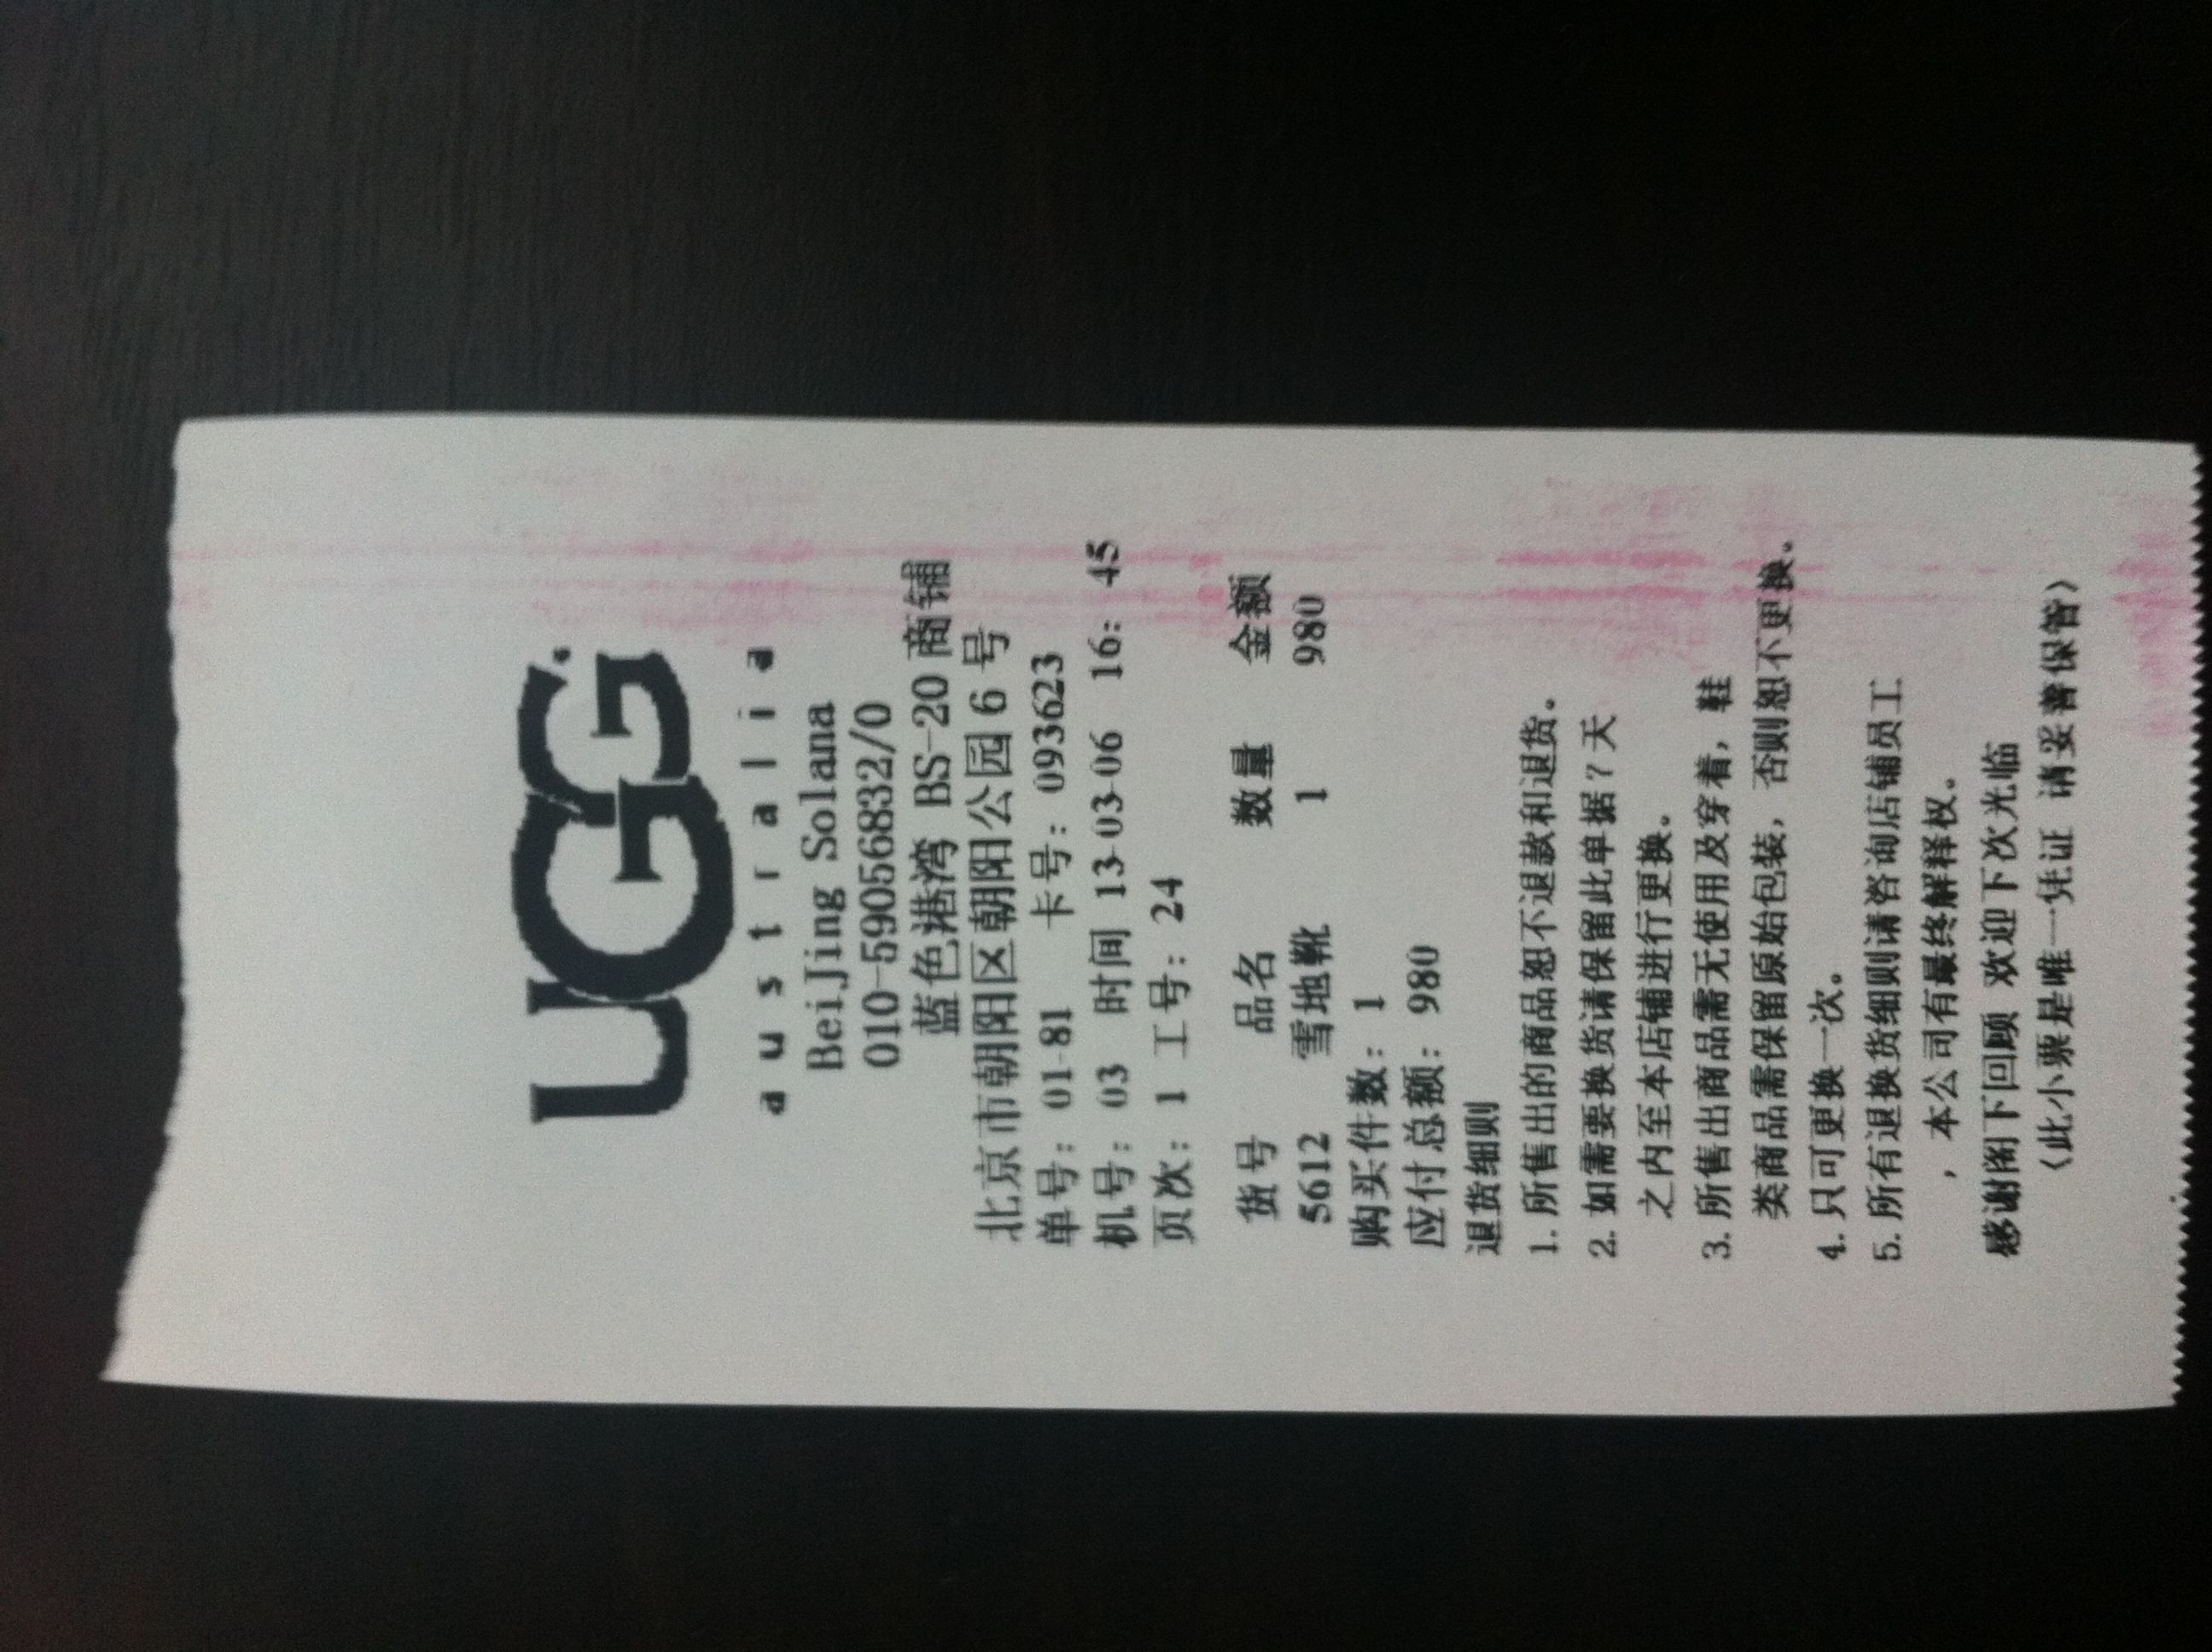 UGG
australia
BeiJing Solana
010-59056832/0
蓝色港湾 BS-20 商铺
北京市朝阳区朝阳公园 6 号
单号: 01-81 卡号: 093623
机号: 03 时间 13-03-06 16: 45
页次: 1 工号: 24
货号 品名 数量 金额
5612 雪地靴 1 980
购买件数: 1
应付总额: 980
退货细则
1. 所售出的商品恕不退款和退货。
2. 如需要换货请保留此单据7天
之内至本店铺进行更换。
3. 所售出商品需无使用及穿着, 鞋
类商品需保留原始包装, 否则恕不更换。
4. 只可更换一次。
5. 所有退换货细则请咨询店铺员工
, 本公司有最终解释权。
感谢阁下回顾 欢迎下次光临
(此小票是唯一凭证 请妥善保管)